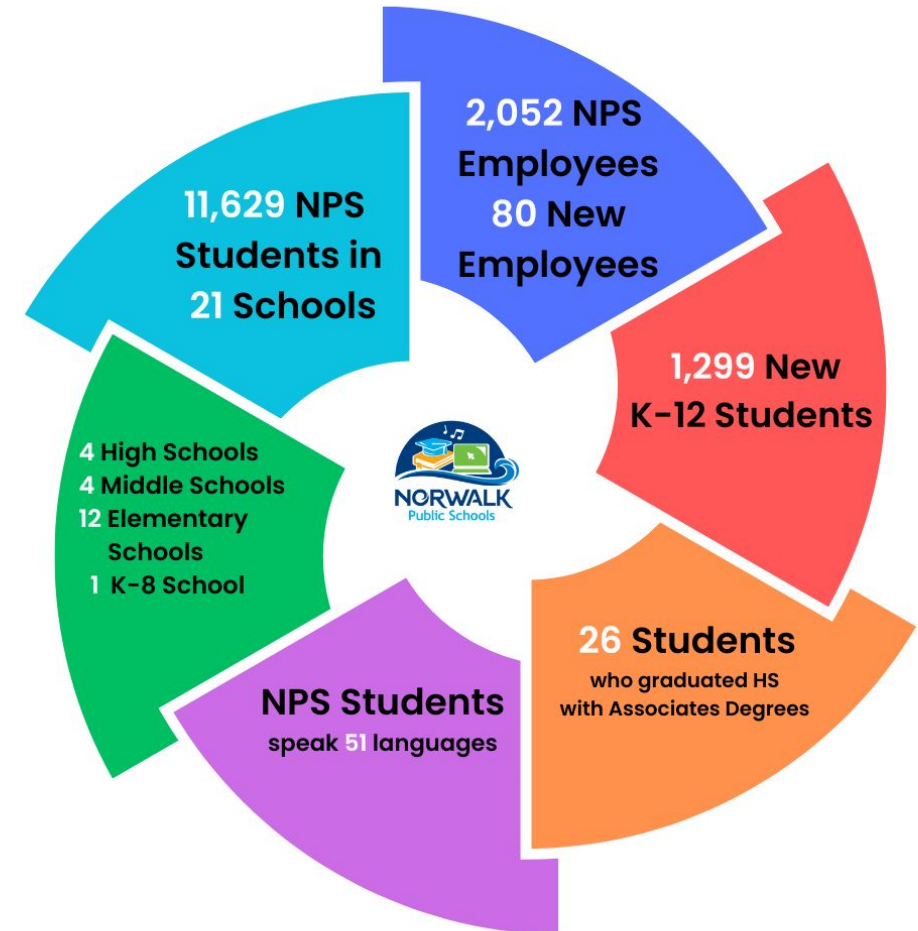 2,052 NPS
Employees
80 New
Employees
1,299 New
K-12 Students
26 Students
who graduated HS
with Associates Degrees
NPS Students
speak 51 languages
4 High Schools
4 Middle Schools
12 Elementary
Schools
1 K-8 School
11,629 NPS
Students in
21 Schools
NORWALK
Public Schools